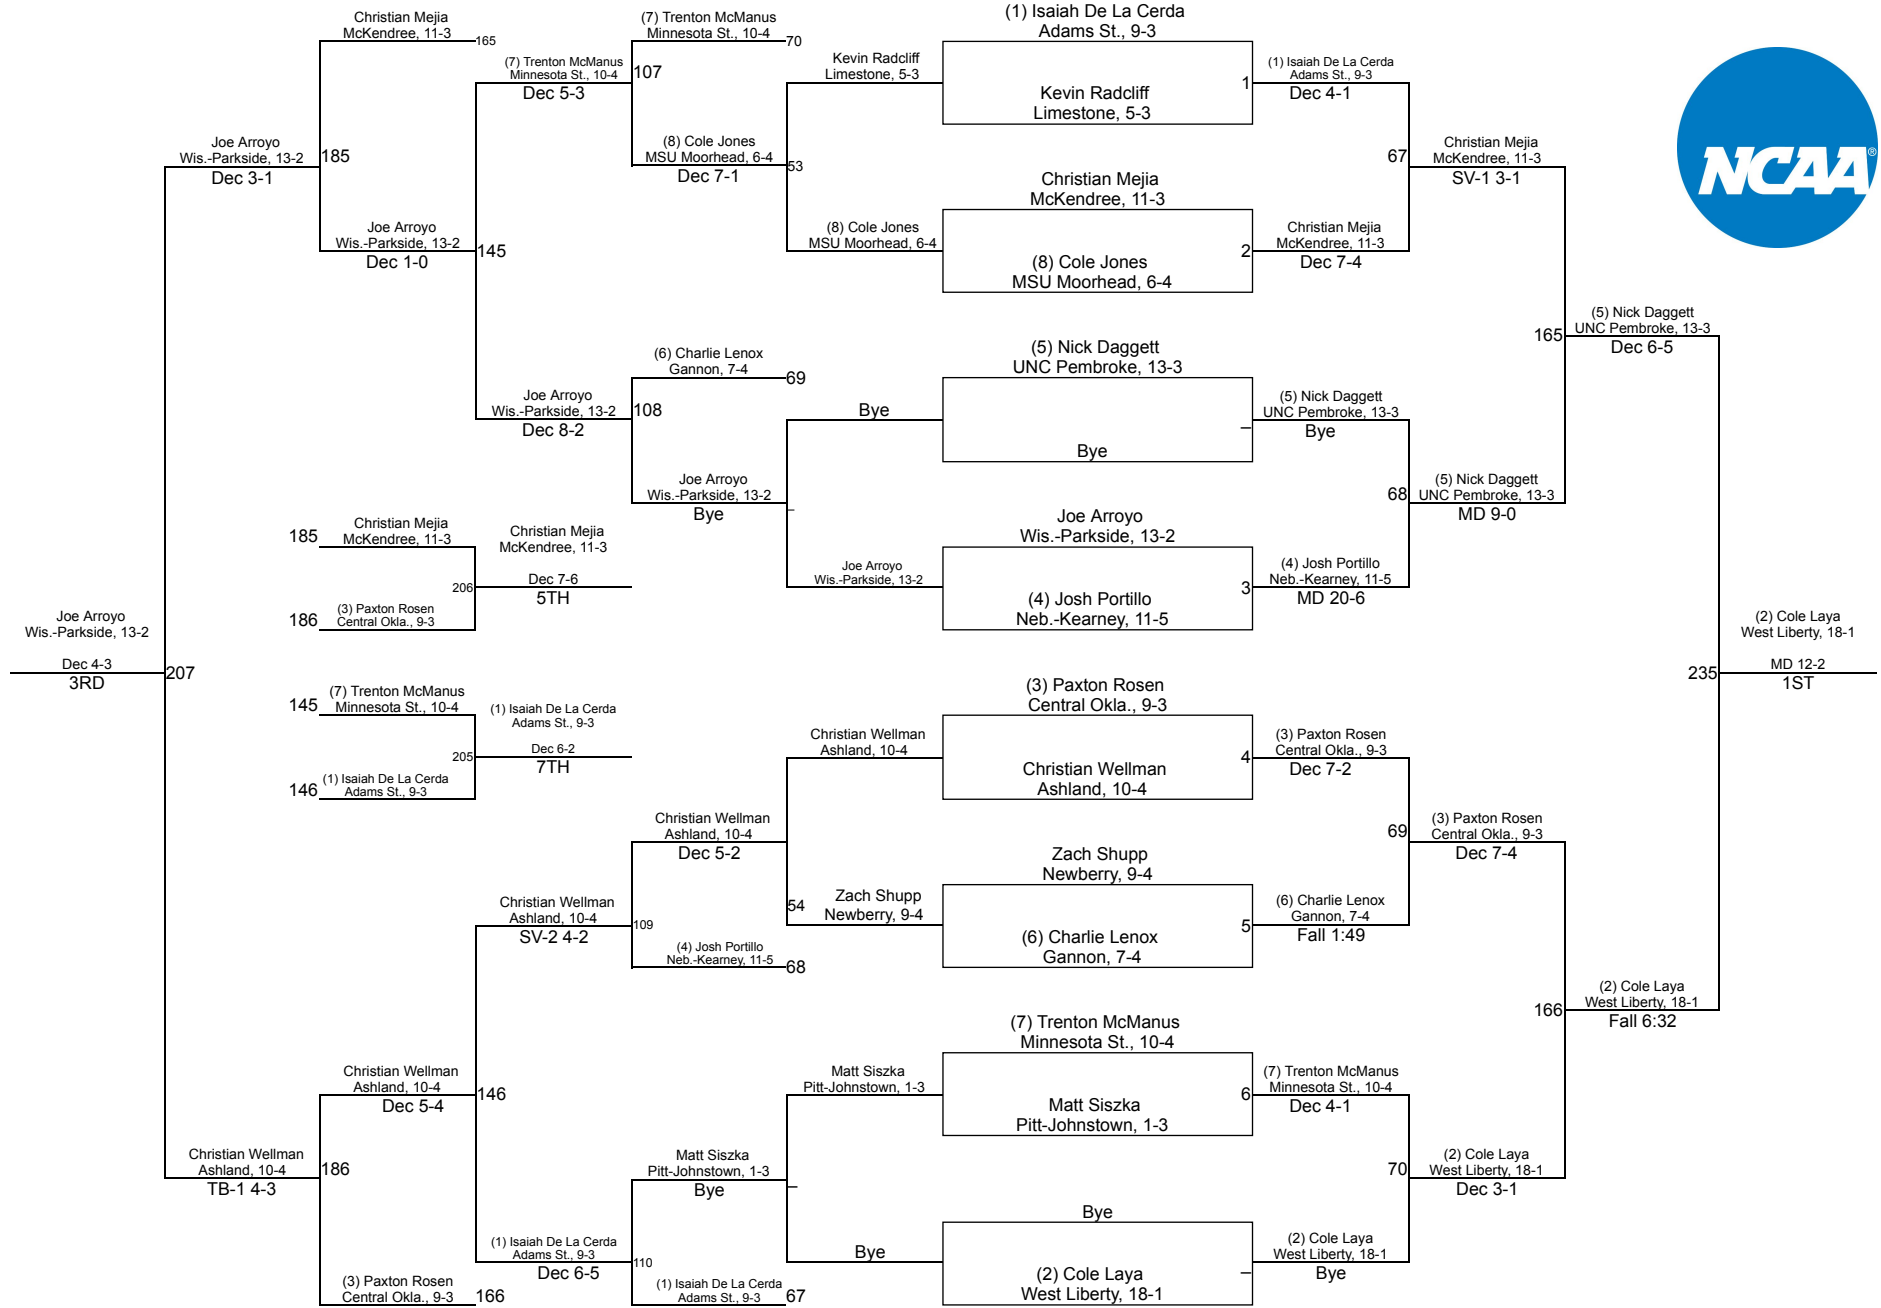 Christian Mejia
McKendree, 11-3
165
(7) Trenton McManus
Minnesota St., 10-4
70
(1) Isaiah De La Cerda
Adams St., 9-3
(7) Trenton McManus
Minnesota St., 10-4
Dec 5-3
107
Kevin Radcliff
Limestone, 5-3
Kevin Radcliff
Limestone, 5-3
1
(1) Isaiah De La Cerda
Adams St., 9-3
Dec 4-1
NCAA®
Joe Arroyo
Wis.-Parkside, 13-2
Dec 3-1
185
(8) Cole Jones
MSU Moorhead, 6-4
Dec 7-1
53
Christian Mejia
McKendree, 11-3
67
Christian Mejia
McKendree, 11-3
SV-1 3-1
Joe Arroyo
Wis.-Parkside, 13-2
Dec 1-0
145
(8) Cole Jones
MSU Moorhead, 6-4
(8) Cole Jones
MSU Moorhead, 6-4
2
Christian Mejia
McKendree, 11-3
Dec 7-4
165
(5) Nick Daggett
UNC Pembroke, 13-3
Dec 6-5
(6) Charlie Lenox
Gannon, 7-4
69
(5) Nick Daggett
UNC Pembroke, 13-3
Joe Arroyo
Wis.-Parkside, 13-2
Dec 8-2
108
Bye
Bye
–
(5) Nick Daggett
UNC Pembroke, 13-3
Bye
Joe Arroyo
Wis.-Parkside, 13-2
Bye
–
68
(5) Nick Daggett
UNC Pembroke, 13-3
MD 9-0
185
Christian Mejia
McKendree, 11-3
Christian Mejia
McKendree, 11-3
Joe Arroyo
Wis.-Parkside, 13-2
206
Dec 7-6
5TH
Joe Arroyo
Wis.-Parkside, 13-2
(4) Josh Portillo
Neb.-Kearney, 11-5
3
(4) Josh Portillo
Neb.-Kearney, 11-5
MD 20-6
186
(3) Paxton Rosen
Central Okla., 9-3
Joe Arroyo
Wis.-Parkside, 13-2
Dec 4-3
3RD
207
235
(2) Cole Laya
West Liberty, 18-1
MD 12-2
1ST
145
(7) Trenton McManus
Minnesota St., 10-4
(1) Isaiah De La Cerda
Adams St., 9-3
(3) Paxton Rosen
Central Okla., 9-3
205
Dec 6-2
7TH
Christian Wellman
Ashland, 10-4
Christian Wellman
Ashland, 10-4
4
(3) Paxton Rosen
Central Okla., 9-3
Dec 7-2
146
(1) Isaiah De La Cerda
Adams St., 9-3
Christian Wellman
Ashland, 10-4
Dec 5-2
69
(3) Paxton Rosen
Central Okla., 9-3
Dec 7-4
Zach Shupp
Newberry, 9-4
Christian Wellman
Ashland, 10-4
SV-2 4-2
109
54
Zach Shupp
Newberry, 9-4
(6) Charlie Lenox
Gannon, 7-4
5
(6) Charlie Lenox
Gannon, 7-4
Fall 1:49
(4) Josh Portillo
Neb.-Kearney, 11-5
68
166
(2) Cole Laya
West Liberty, 18-1
Fall 6:32
(7) Trenton McManus
Minnesota St., 10-4
Christian Wellman
Ashland, 10-4
Dec 5-4
146
Matt Siszka
Pitt-Johnstown, 1-3
Matt Siszka
Pitt-Johnstown, 1-3
6
(7) Trenton McManus
Minnesota St., 10-4
Dec 4-1
Christian Wellman
Ashland, 10-4
TB-1 4-3
186
Matt Siszka
Pitt-Johnstown, 1-3
Bye
–
70
(2) Cole Laya
West Liberty, 18-1
Dec 3-1
Bye
(1) Isaiah De La Cerda
Adams St., 9-3
Dec 6-5
110
Bye
(2) Cole Laya
West Liberty, 18-1
–
(2) Cole Laya
West Liberty, 18-1
Bye
(3) Paxton Rosen
Central Okla., 9-3
166
(1) Isaiah De La Cerda
Adams St., 9-3
67